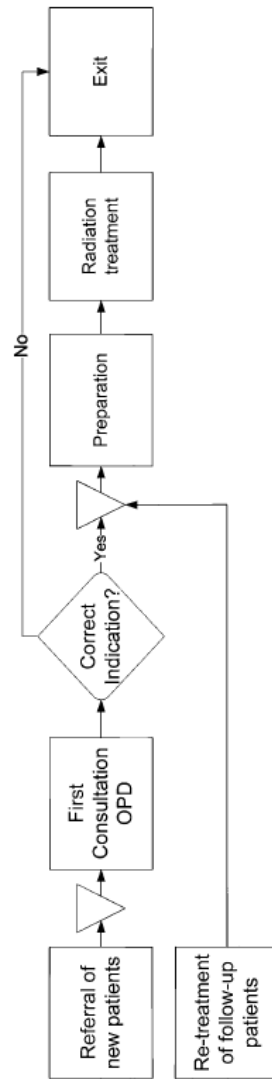 Referral of
new patients
First
Consultation
OPD
Correct
Indication?
Yes
No
Preparation
Radiation
treatment
Exit
Re-treatment
of follow-up
patients